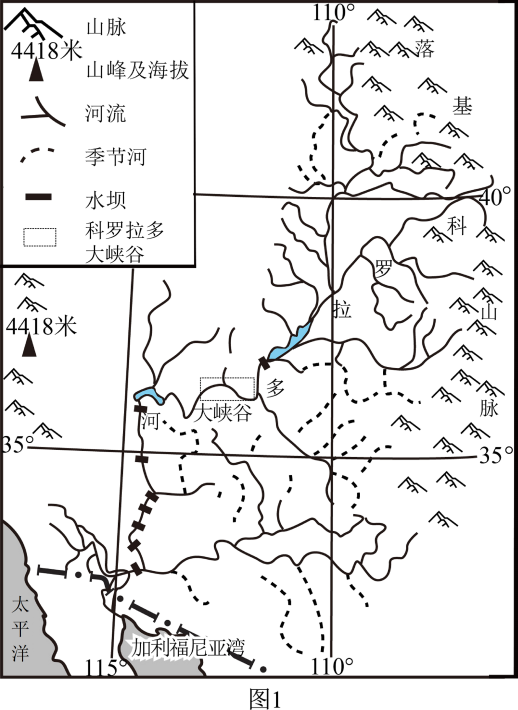 山脉
4418米
山峰及海拔
河流
季节河
水坝
科罗拉多
大峡谷
110°
落
基
山
脉
40°
科
罗
拉
多
河
4418米
大峡谷
35°
35°
太
平
洋
加利福尼亚湾
115°
110°
图1